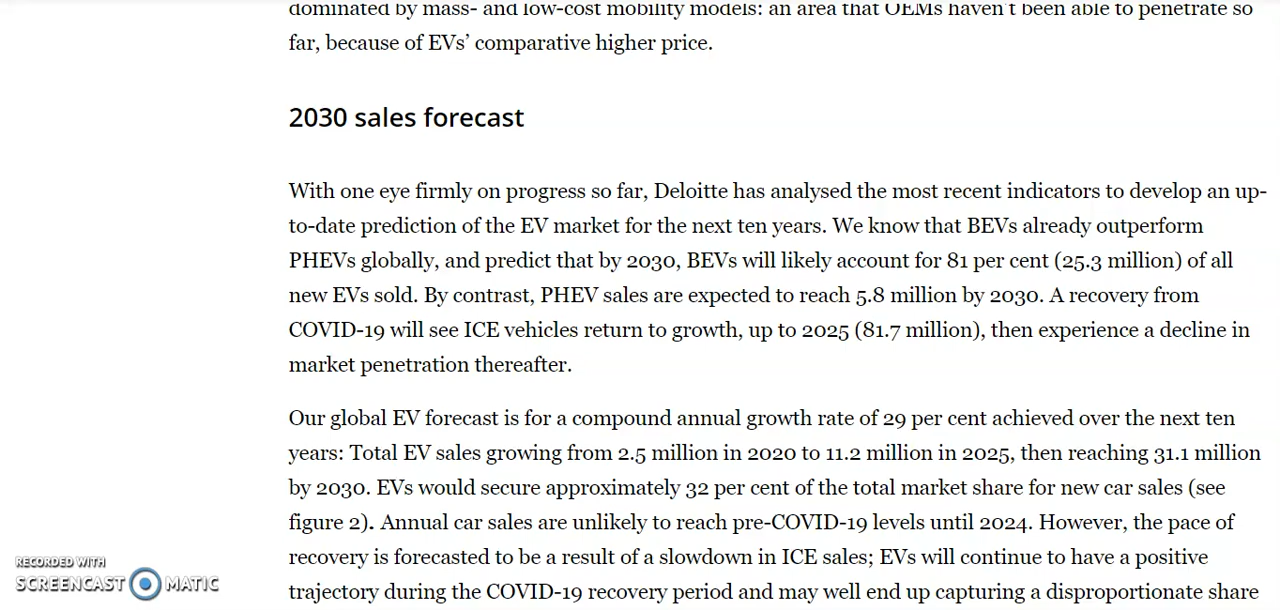 dominated by mass- and low-cost mobility models: an area that OEMs haven't been able to penetrate so
far, because of EVs’ comparative higher price.
2030 sales forecast
With one eye firmly on progress so far, Deloitte has analysed the most recent indicators to develop an up-
to-date prediction of the EV market for the next ten years. We know that BEVs already outperform
PHEVs globally, and predict that by 2030, BEVs will likely account for 81 per cent (25.3 million) of all
new EVs sold. By contrast, PHEV sales are expected to reach 5.8 million by 2030. A recovery from
COVID-19 will see ICE vehicles return to growth, up to 2025 (81.7 million), then experience a decline in
market penetration thereafter.
Our global EV forecast is for a compound annual growth rate of 29 per cent achieved over the next ten
years: Total EV sales growing from 2.5 million in 2020 to 11.2 million in 2025, then reaching 31.1 million
by 2030. EVs would secure approximately 32 per cent of the total market share for new car sales (see
figure 2). Annual car sales are unlikely to reach pre-COVID-19 levels until 2024. However, the pace of
recovery is forecasted to be a result of a slowdown in ICE sales; EVs will continue to have a positive
trajectory during the COVID-19 recovery period and may well end up capturing a disproportionate share
RECORDED WITH
SCREENCAST MATIC